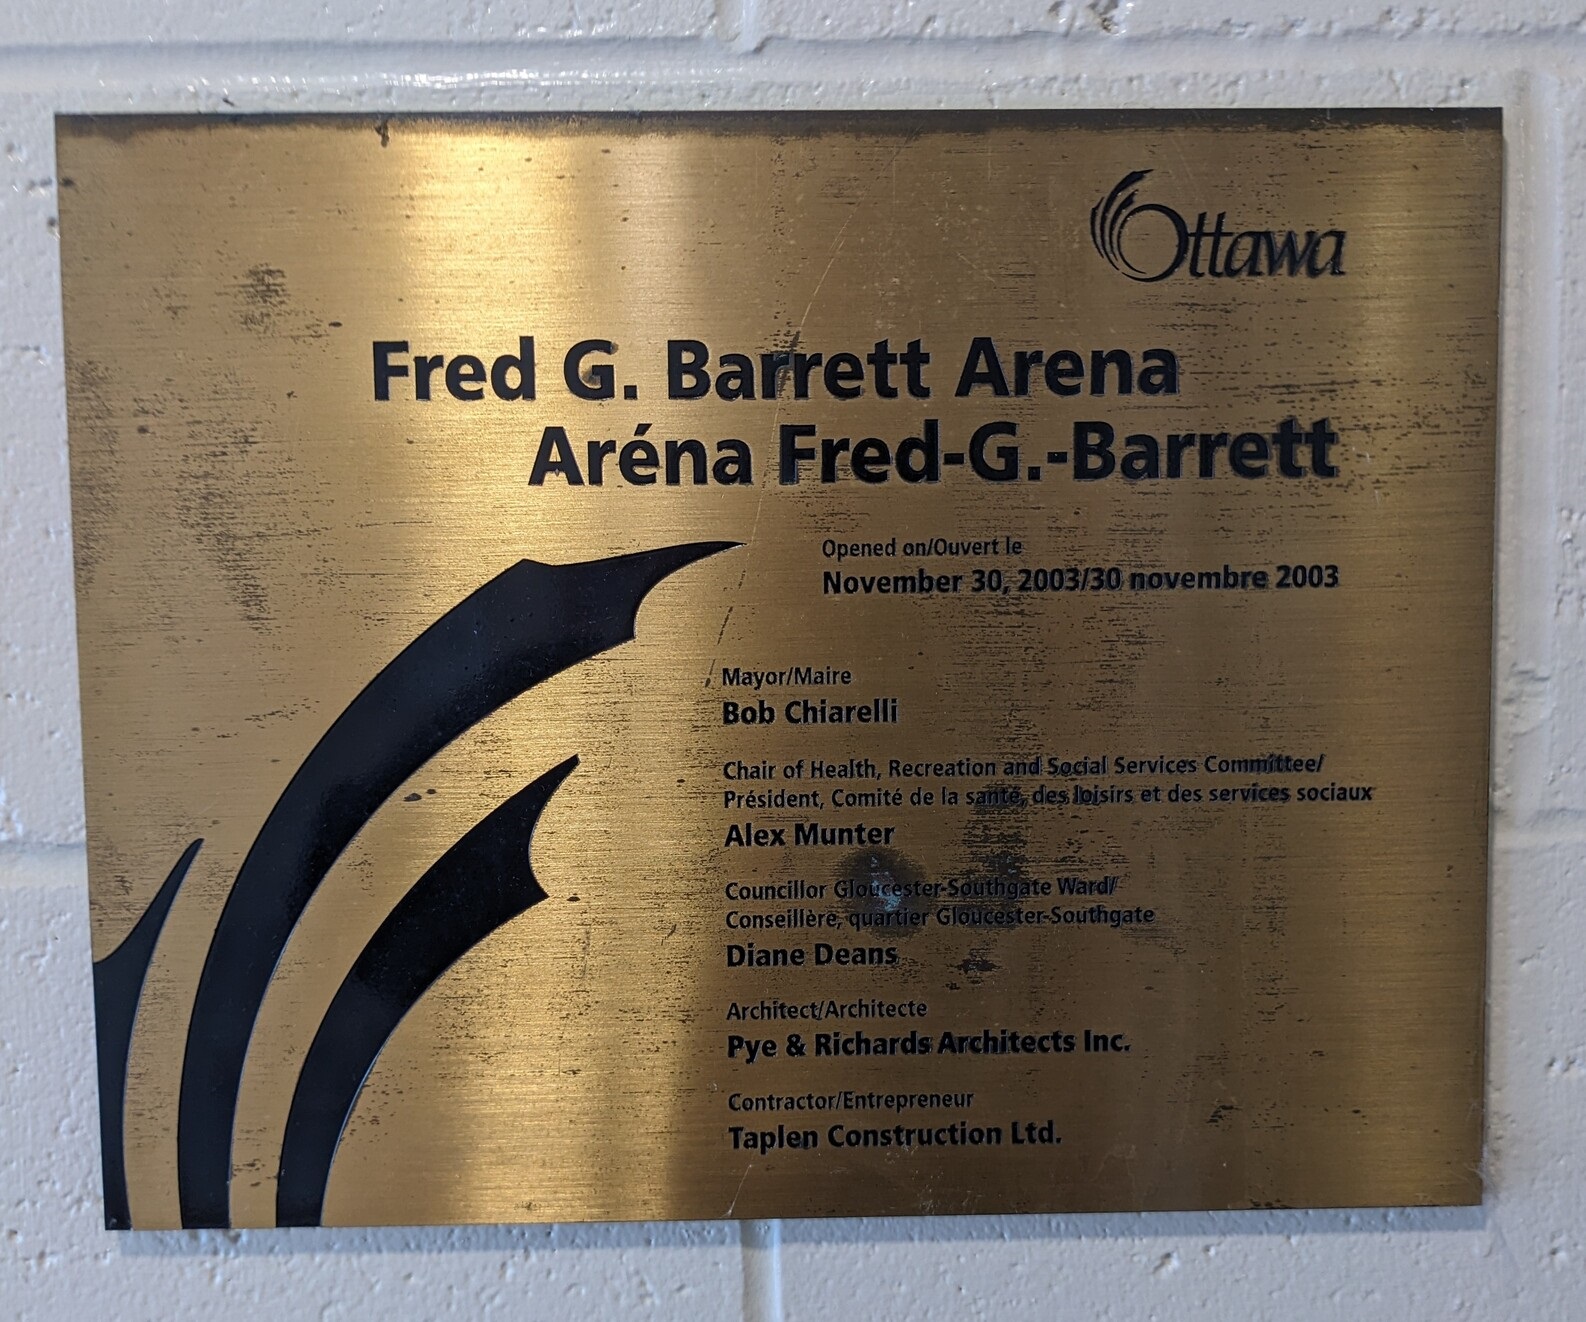 Ottawa
Fred G. Barrett Arena
Aréna Fred-G.-Barrett
Opened on/Ouvert le
November 30, 2003/30 novembre 2003
Mayor/Maire
Bob Chiarelli
Chair of Health, Recreation and Social Services Committee/
Président, Comité de la santé, des loisirs et des services sociaux
Alex Munter
Councillor Gloucester-Southgate Ward/
Conseillère, quartier Gloucester-Southgate
Diane Deans
Architect/Architecte
Pye & Richards Architects Inc.
Contractor/Entrepreneur
Taplen Construction Ltd.